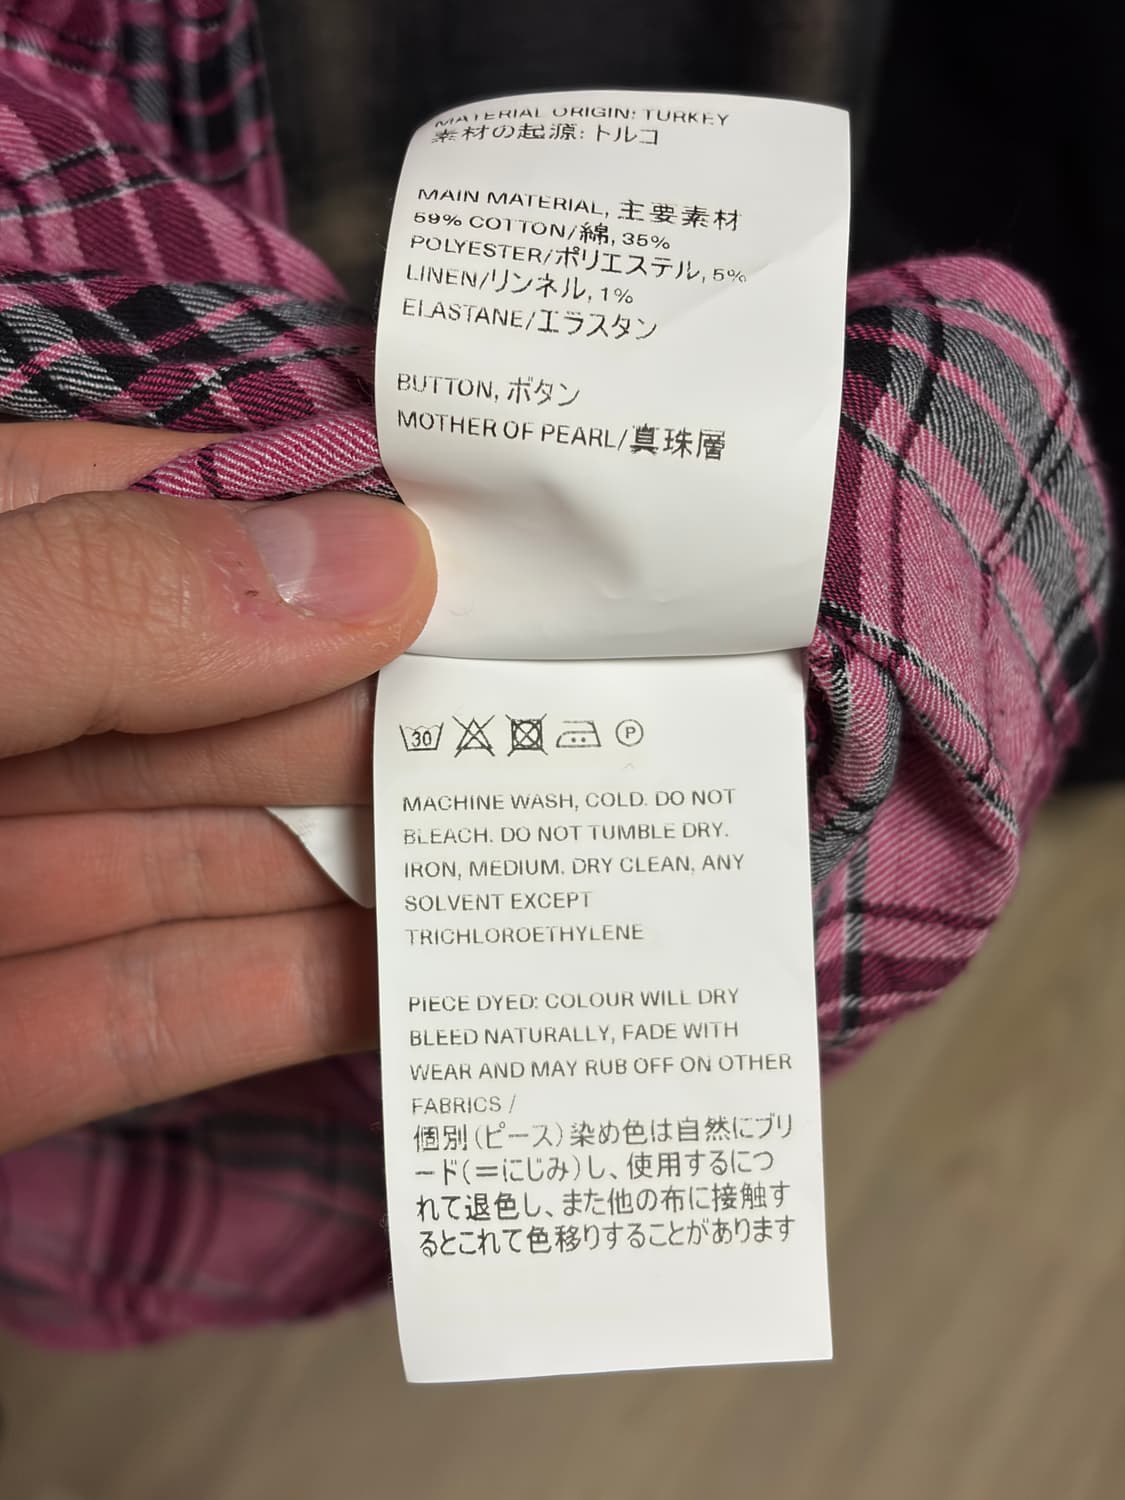 MATERIAL ORIGIN: TURKEY
素材の起源: トルコ
MAIN MATERIAL, 主要素材
59% COTTON/綿, 35%
POLYESTER/ポリエステル, 5%
LINEN/リンネル, 1%
ELASTANE/エラスタン
BUTTON, ボタン
MOTHER OF PEARL/真珠層
30
P
MACHINE WASH, COLD. DO NOT
BLEACH. DO NOT TUMBLE DRY.
IRON, MEDIUM. DRY CLEAN, ANY
SOLVENT EXCEPT
TRICHLOROETHYLENE
PIECE DYED: COLOUR WILL DRY
BLEED NATURALLY, FADE WITH
WEAR AND MAY RUB OFF ON OTHER
FABRICS /
個別(ピース)染め色は自然にブリ
ード(=にじみ)し、使用するにつ
れて退色し、また他の布に接触す
るとこれて色移りすることがあります